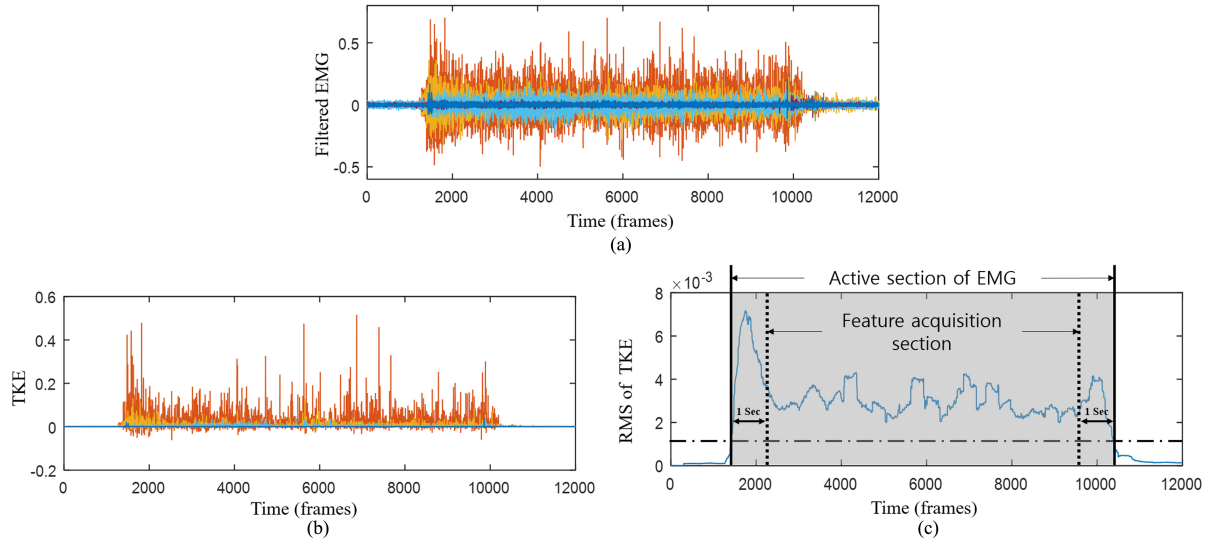 0.5
0
-0.5
Filtered EMG
0 2000 4000 6000 8000 10000 12000
Time (frames)
(a)
0.6
0.4
0.2
0
-0.2
TKE
0 2000 4000 6000 8000 10000 12000
Time (frames)
(b)
×10⁻³
Active section of EMG
8
6
4
2
0
RMS of TKE
Feature acquisition
section
1 Sec
1 Sec
0 2000 4000 6000 8000 10000 12000
Time (frames)
(c)